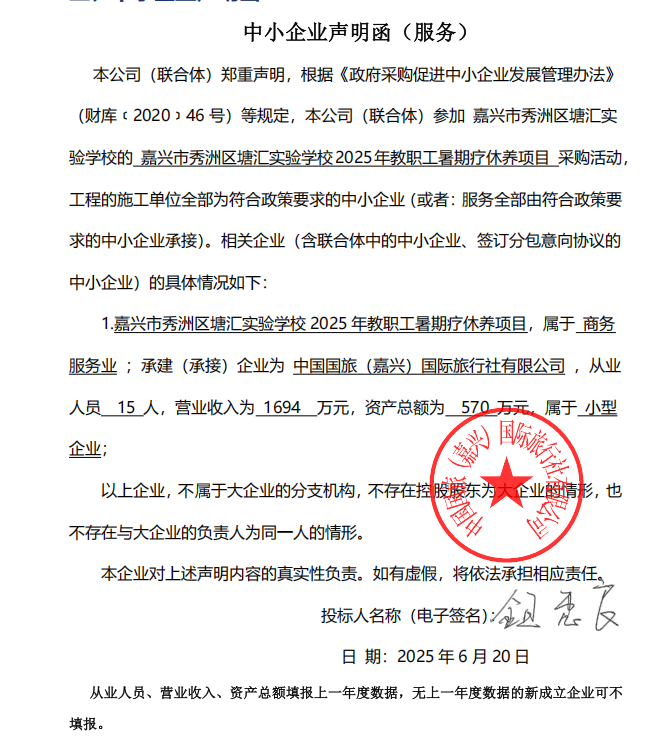 中小企业声明函（服务）
本公司（联合体）郑重声明，根据《政府采购促进中小企业发展管理办法》
（财库﹝2020﹞46 号）等规定，本公司（联合体）参加 嘉兴市秀洲区塘汇实
验学校的 嘉兴市秀洲区塘汇实验学校2025年教职工暑期疗休养项目 采购活动，
工程的施工单位全部为符合政策要求的中小企业（或者：服务全部由符合政策要
求的中小企业承接）。相关企业（含联合体中的中小企业、签订分包意向协议的
中小企业）的具体情况如下：
1.嘉兴市秀洲区塘汇实验学校 2025 年教职工暑期疗休养项目，属于 商务
服务业 ；承建（承接）企业为 中国国旅（嘉兴）国际旅行社有限公司 ，从业
人员 15 人，营业收入为 1694 万元，资产总额为 570 万元，属于 小型
企业；
以上企业，不属于大企业的分支机构，不存在控股股东为大企业的情形，也
不存在与大企业的负责人为同一人的情形。
本企业对上述声明内容的真实性负责。如有虚假，将依法承担相应责任。
投标人名称（电子签名）：
日 期：2025 年 6 月 20 日
从业人员、营业收入、资产总额填报上一年度数据，无上一年度数据的新成立企业可不
填报。
中国国旅（嘉兴）国际旅行社有限公司